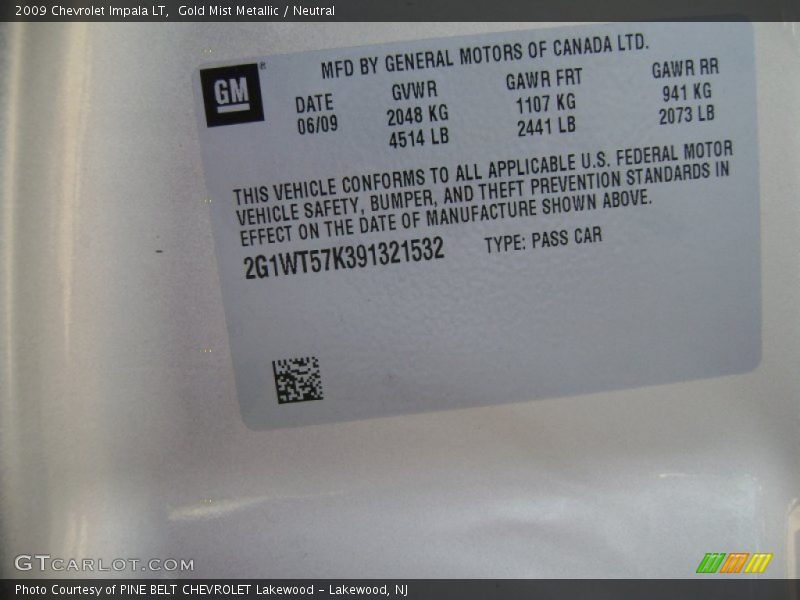 2009 Chevrolet Impala LT, Gold Mist Metallic / Neutral
GM
MFD BY GENERAL MOTORS OF CANADA LTD.
DATE GVWR GAWR FRT GAWR RR
06/09 2048 KG 1107 KG 941 KG
4514 LB 2441 LB 2073 LB
THIS VEHICLE CONFORMS TO ALL APPLICABLE U.S. FEDERAL MOTOR
VEHICLE SAFETY, BUMPER, AND THEFT PREVENTION STANDARDS IN
EFFECT ON THE DATE OF MANUFACTURE SHOWN ABOVE.
2G1WT57K391321532 TYPE: PASS CAR
GTCARLOT.COM
Photo Courtesy of PINE BELT CHEVROLET Lakewood - Lakewood, NJ